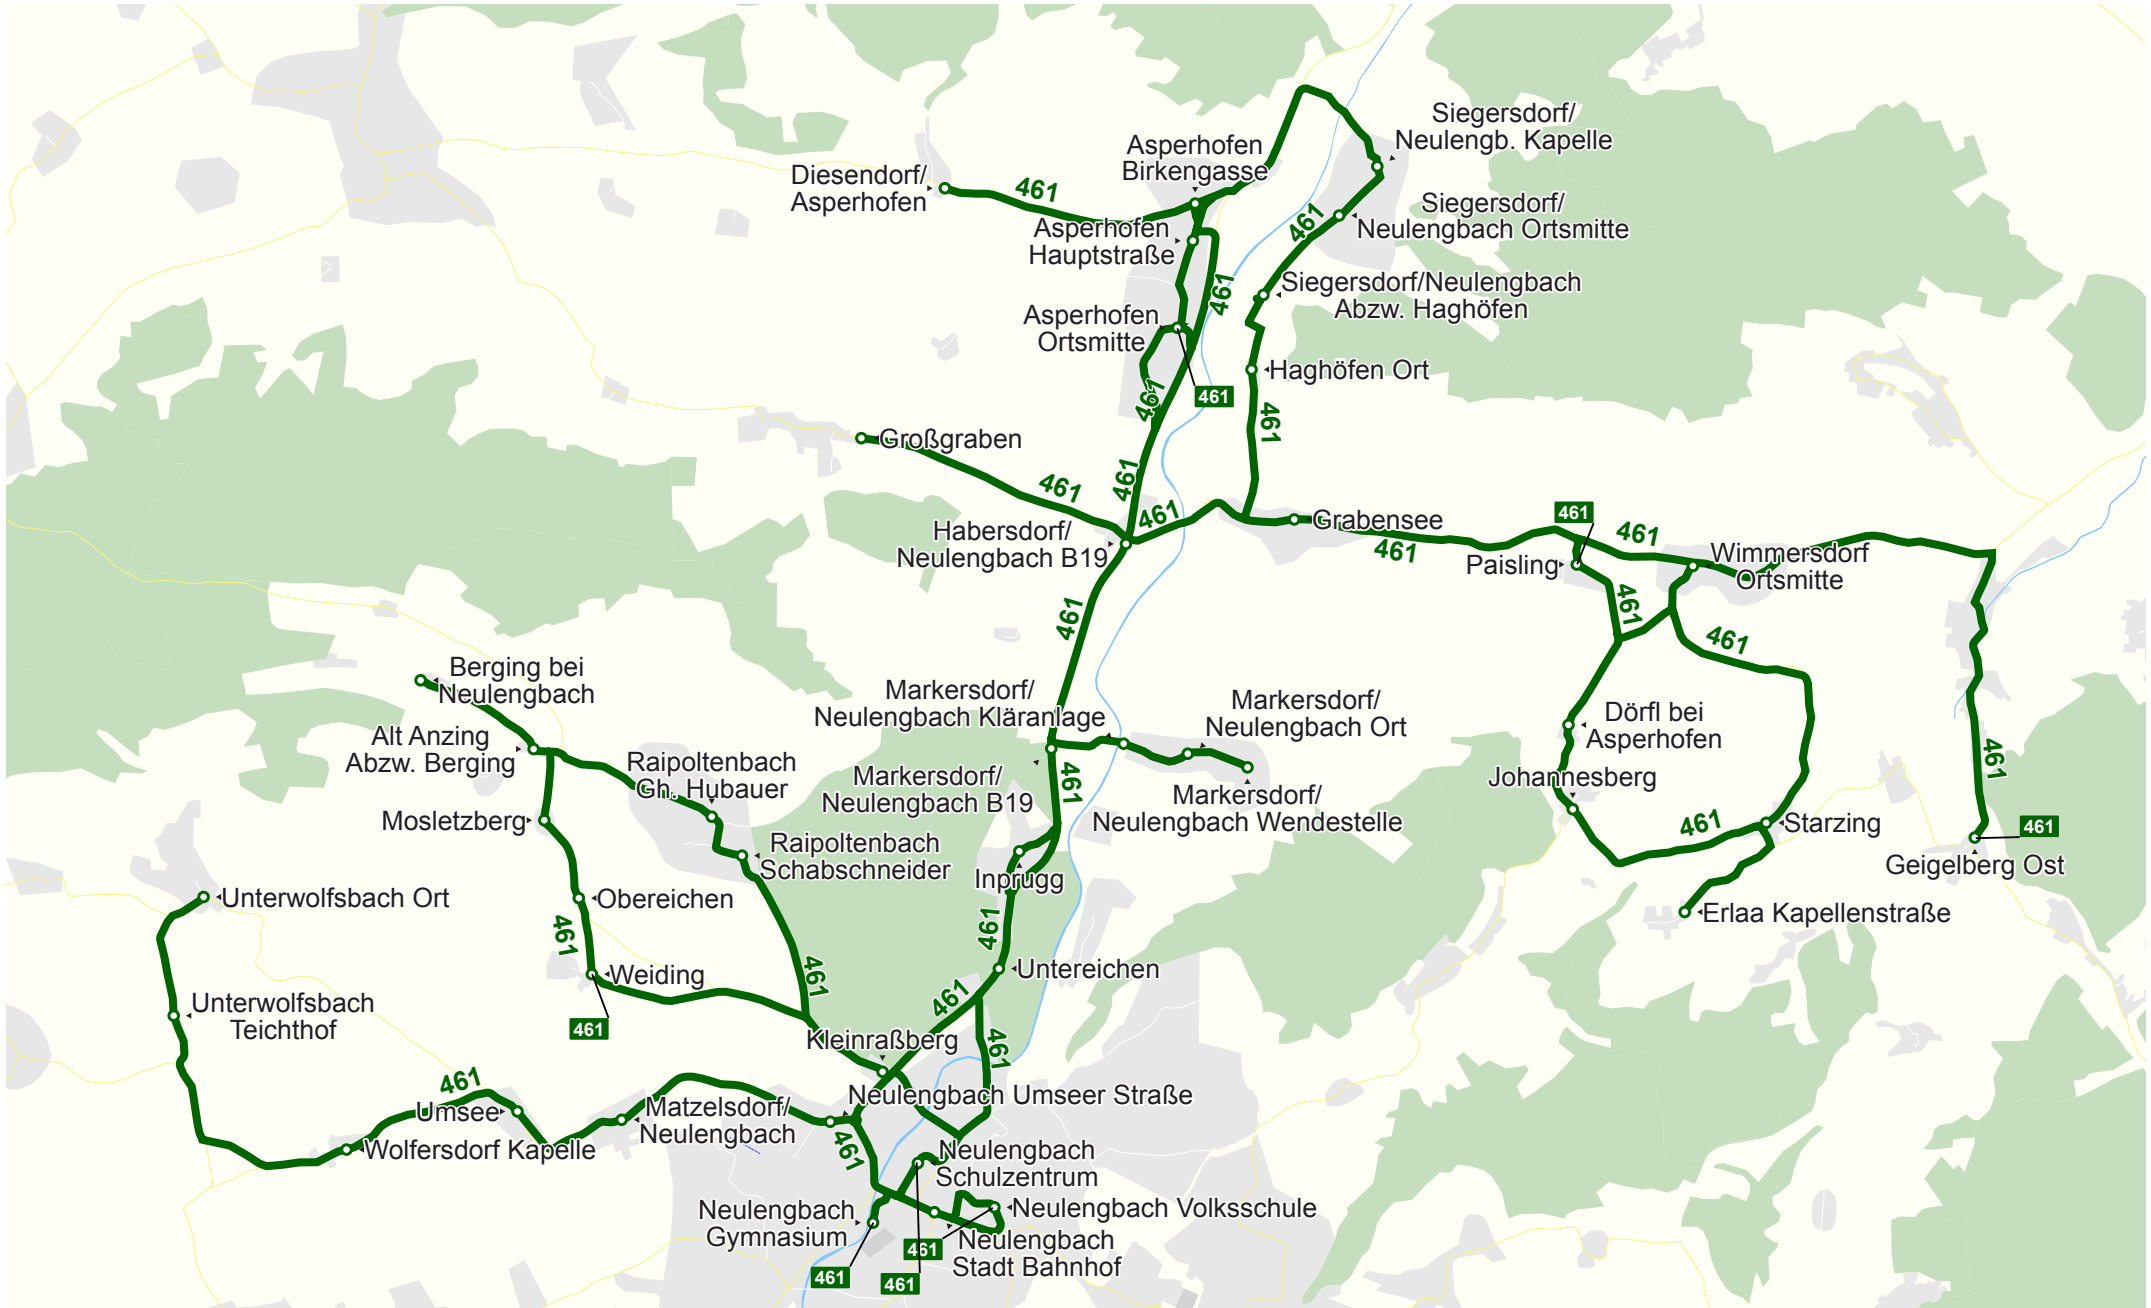 Siegersdorf/
Neulengb. Kapelle
Asperhofen
Birkengasse
Diesendorf/
Asperhofen
461
Siegersdorf/
Neulengbach Ortsmitte
461
Asperhofen
Hauptstraße
Siegersdorf/Neulengbach
Abzw. Haghöfen
461
Asperhofen
Ortsmitte
Haghöfen Ort
461
461
461
Großgraben
461
461
461
Habersdorf/
Neulengbach B19
Grabensee
461
461
461
Paisling
Wimmersdorf
Ortsmitte
461
461
461
Berging bei
Neulengbach
Markersdorf/
Neulengbach Kläranlage
Markersdorf/
Neulengbach Ort
Dörfl bei
Asperhofen
Alt Anzing
Abzw. Berging
Raipoltenbach
Gh. Hubauer
Markersdorf/
Neulengbach B19
461
Markersdorf/
Neulengbach Wendestelle
Johannesberg
461
Mosletzberg
461
Starzing
461
Raipoltenbach
Schabschneider
Inprugg
Geigelberg Ost
Unterwolfsbach Ort
Obereichen
Erlaa Kapellenstraße
461
461
Weiding
461
Untereichen
461
Unterwolfsbach
Teichthof
461
Kleinraßberg
461
461
Umsee
Matzelsdorf/
Neulengbach
Neulengbach Umseer Straße
Wolfersdorf Kapelle
461
Neulengbach
Schulzentrum
Neulengbach
Gymnasium
Neulengbach Volksschule
Neulengbach
Stadt Bahnhof
461
461
461